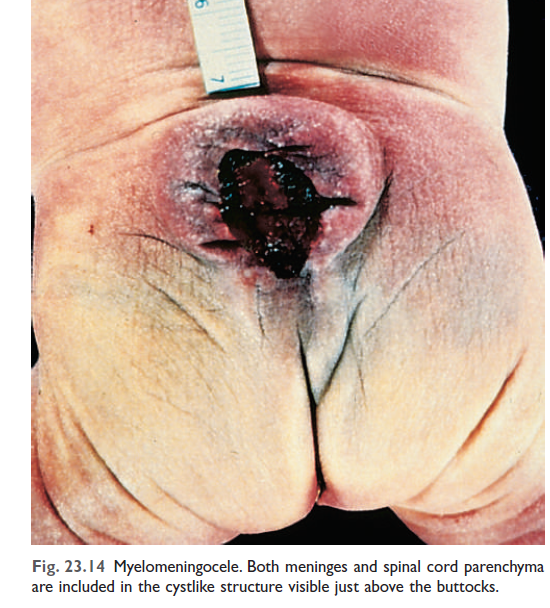 Fig. 23.14 Myelomeningocele. Both meninges and spinal cord parenchyma
are included in the cystlike structure visible just above the buttocks.